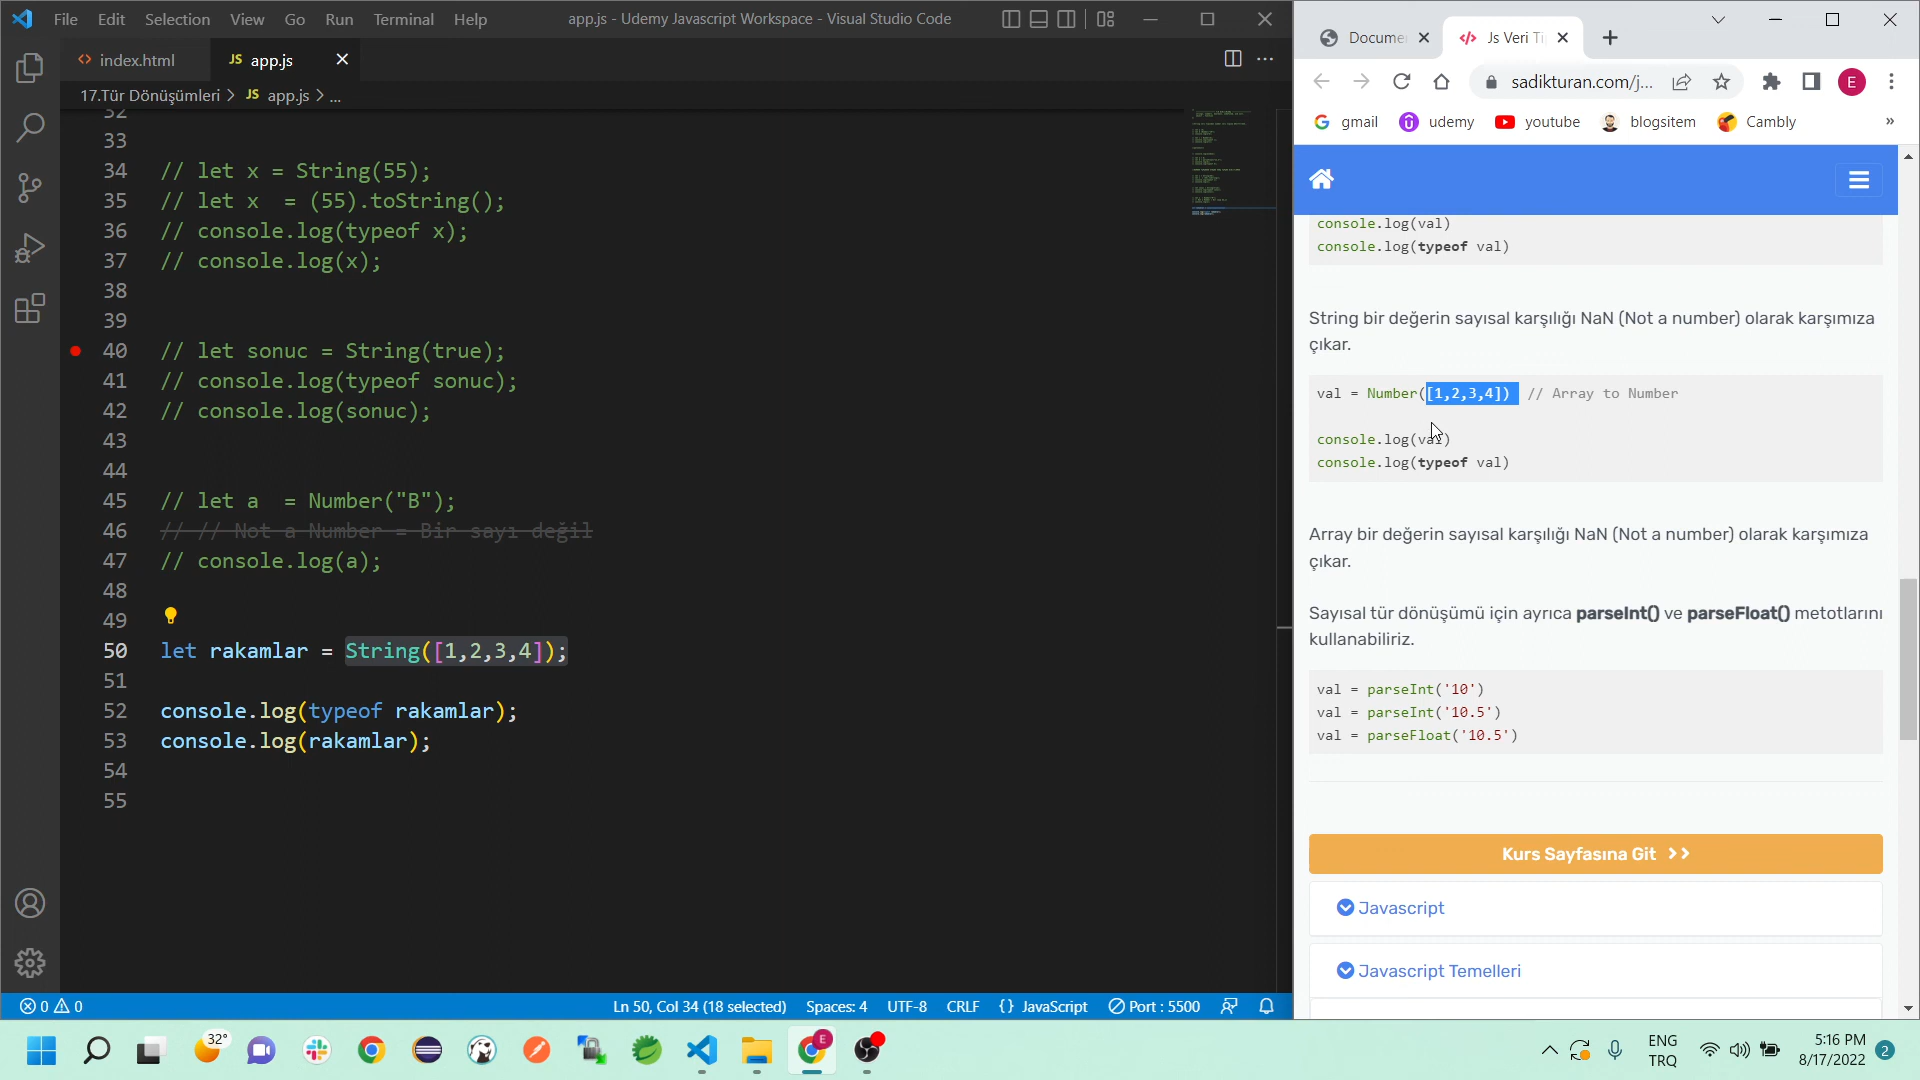 File Edit Selection View Go Run Terminal Help
app.js - Udemy Javascript Workspace - Visual Studio Code
index.html
JS app.js
17.Tür Dönüşümleri > JS app.js > ...
32
33
34 // let x = String(55);
35 // let x  = (55).toString();
36 // console.log(typeof x);
37 // console.log(x);
38
39
40 // let sonuc = String(true);
41 // console.log(typeof sonuc);
42 // console.log(sonuc);
43
44
45 // let a  = Number("B");
46 // // Not a Number = Bir sayı değil
47 // console.log(a);
48
49
50 let rakamlar = String([1,2,3,4]);
51
52 console.log(typeof rakamlar);
53 console.log(rakamlar);
54
55
0 0
Ln 50, Col 34 (18 selected) Spaces: 4 UTF-8 CRLF {} JavaScript Port : 5500
Docume
Js Veri Ti
sadikturan.com/j...
E
gmail udemy youtube blogsitem Cambly »
console.log(val)
console.log(typeof val)
String bir değerin sayısal karşılığı NaN (Not a number) olarak karşımıza
çıkar.
val = Number([1,2,3,4]) // Array to Number
console.log(val)
console.log(typeof val)
Array bir değerin sayısal karşılığı NaN (Not a number) olarak karşımıza
çıkar.
Sayısal tür dönüşümü için ayrıca parseInt() ve parseFloat() metotlarını
kullanabiliriz.
val = parseInt('10')
val = parseInt('10.5')
val = parseFloat('10.5')
Kurs Sayfasına Git >>
Javascript
Javascript Temelleri
32°
E
ENG
TRQ
5:16 PM
8/17/2022
2